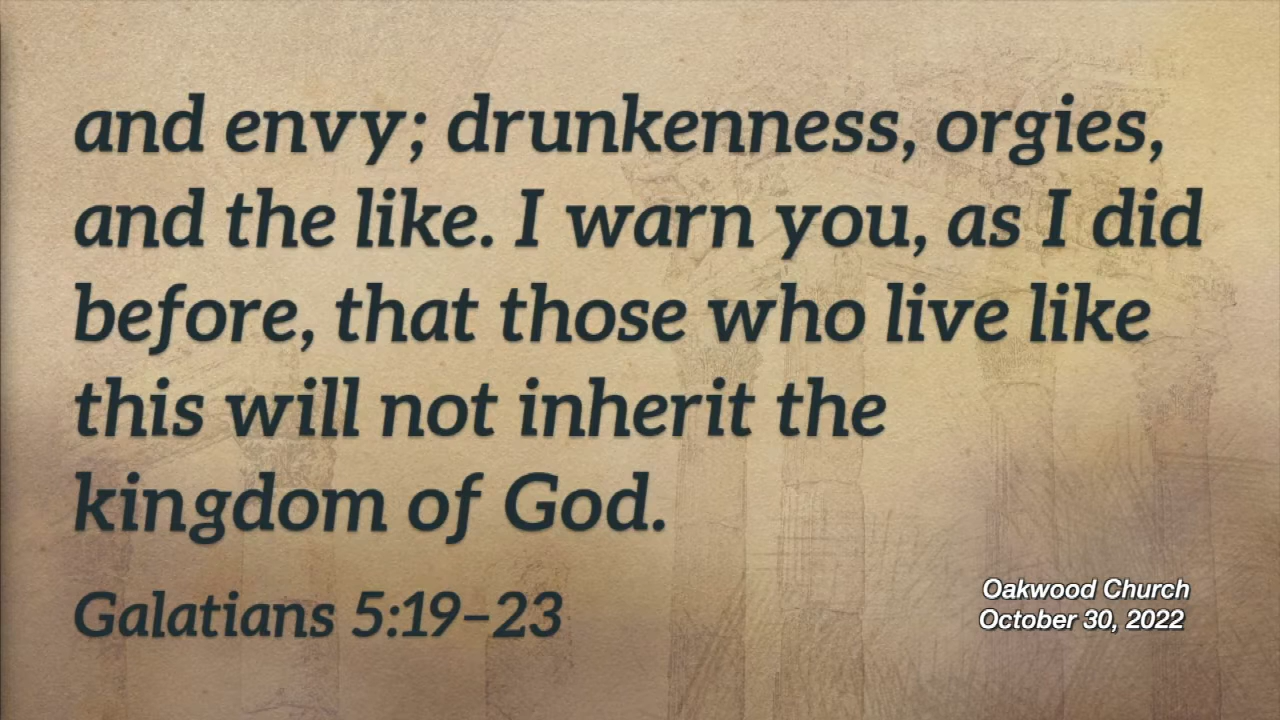 and envy; drunkenness, orgies,
and the like. I warn you, as I did
before, that those who live like
this will not inherit the
kingdom of God.
Galatians 5:19–23
Oakwood Church
October 30, 2022